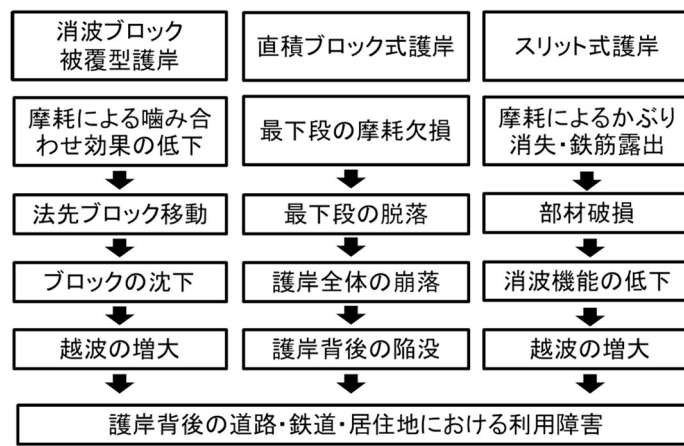 消波ブロック
被覆型護岸
摩耗による噛み合
わせ効果の低下
法先ブロック移動
ブロックの沈下
越波の増大
直積ブロック式護岸
最下段の摩耗欠損
最下段の脱落
護岸全体の崩落
護岸背後の陥没
スリット式護岸
摩耗によるかぶり
消失・鉄筋露出
部材破損
消波機能の低下
越波の増大
護岸背後の道路・鉄道・居住地における利用障害